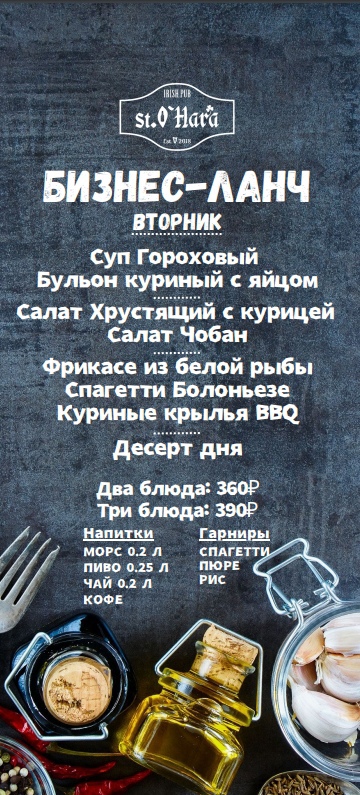 IRISH PUB
St.O'Hara
Est. 2018
БИЗНЕС-ЛАНЧ
ВТОРНИК
Суп Гороховый
Бульон куриный с яйцом
Салат Хрустящий с курицей
Салат Чобан
Фрикасе из белой рыбы
Спагетти Болоньезе
Куриные крылья BBQ
Десерт дня
Два блюда: 360₽
Три блюда: 390₽
Напитки
МОРС 0.2 Л
ПИВО 0.25 Л
ЧАЙ 0.2 Л
КОФЕ
Гарниры
СПАГЕТТИ
ПЮРЕ
РИС